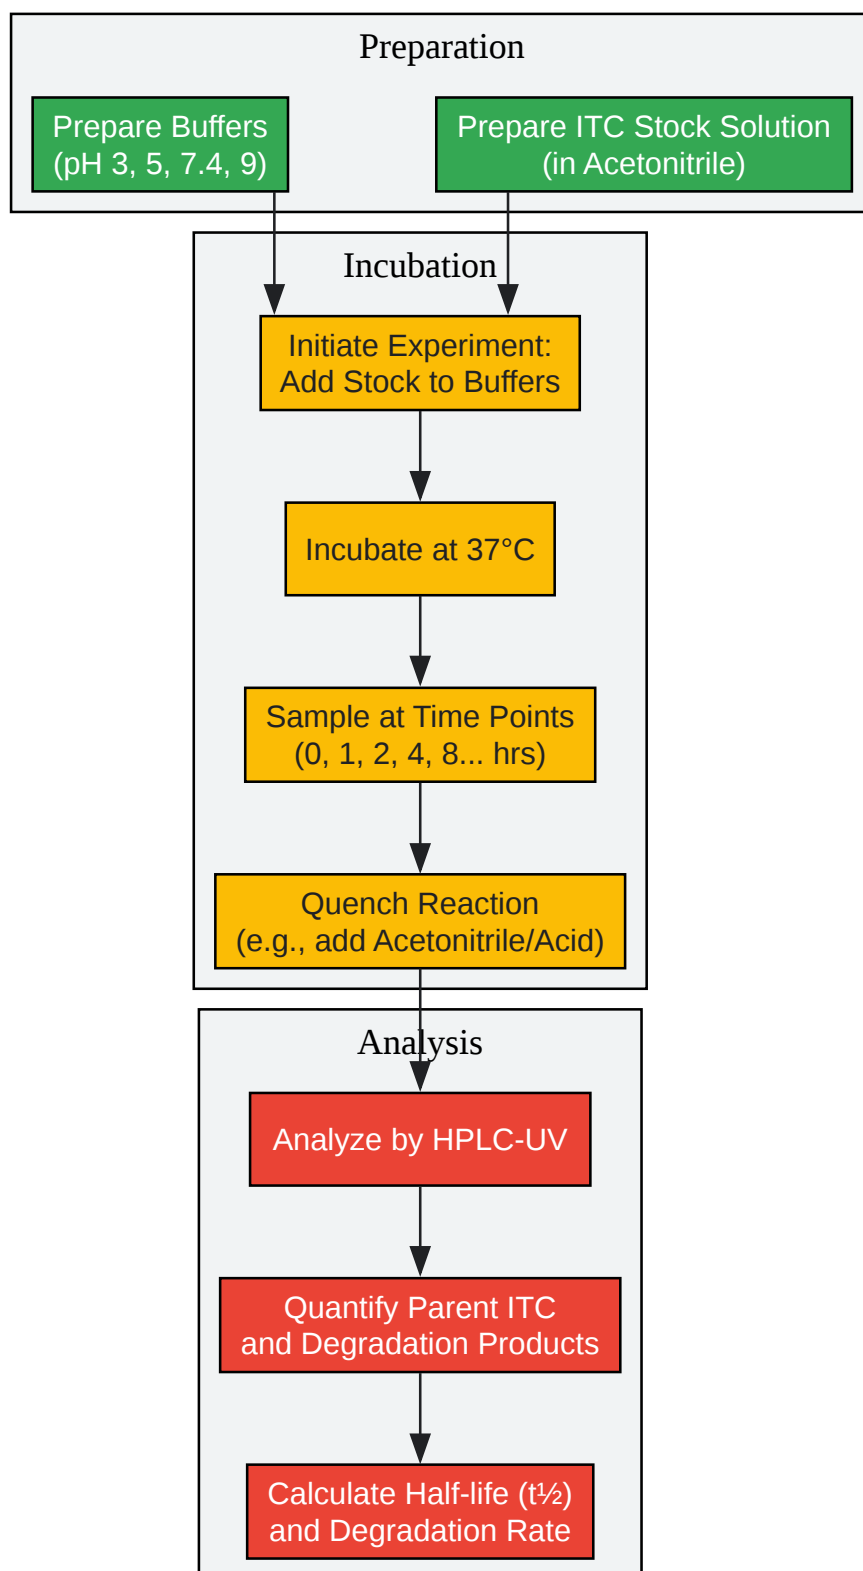 Preparation
Prepare Buffers
(pH 3, 5, 7.4, 9)
Prepare ITC Stock Solution
(in Acetonitrile)
Incubation
Initiate Experiment:
Add Stock to Buffers
Incubate at 37°C
Sample at Time Points
(0, 1, 2, 4, 8... hrs)
Quench Reaction
(e.g., add Acetonitrile/Acid)
Analysis
Analyze by HPLC-UV
Quantify Parent ITC
and Degradation Products
Calculate Half-life (t½)
and Degradation Rate